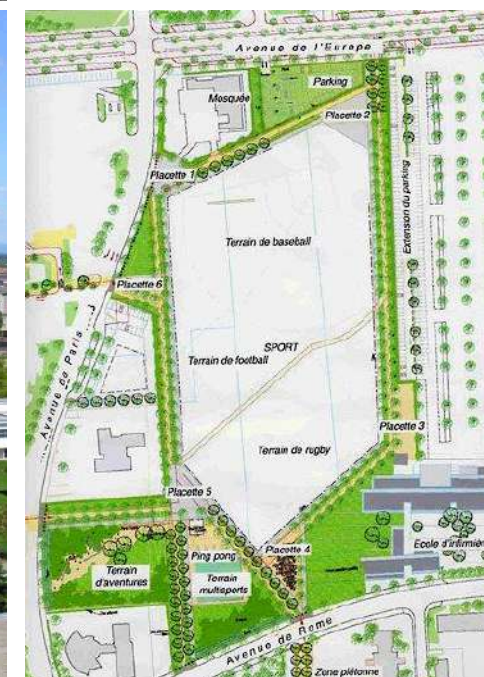 Avenue de l'Europe
Parking
Mosquée
Placette 2
Placette 1
Extension du parking
Terrain de baseball
Placette 6
SPORT
Terrain de football
Avenue de Paris
Placette 3
Terrain de rugby
Placette 5
Ecole d'infirmière
Ping pong
Placette 4
Terrain
d'aventures
Terrain
multisports
Avenue de Rome
Zone piétonne